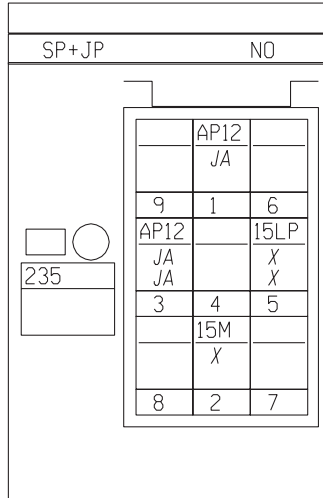 SP+JP NO
AP12
JA
9 1 6
AP12 15LP
JA X
JA X
235
3 4 5
15M
X
8 2 7